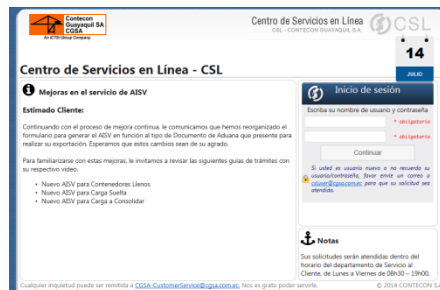 Contecon
Guayaquil SA
CGSA
An ICTSI Group Company
Centro de Servicios en Línea
CSL - CONTECON GUAYAQUIL S.A.
CSL
14
JULIO
Centro de Servicios en Línea - CSL
Mejoras en el servicio de AISV
Estimado Cliente:
Continuando con el proceso de mejora continua, le comunicamos que hemos reorganizado el
formulario para generar el AISV en función al tipo de Documento de Aduana que presente para
realizar su exportación. Esperamos que estos cambios sean de su agrado.
Para familiarizarse con estas mejoras, le invitamos a revisar las siguientes guías de trámites con
su respectivo video.
• Nuevo AISV para Contenedores Llenos
• Nuevo AISV para Carga Suelta
• Nuevo AISV para Carga a Consolidar
Inicio de sesión
Escriba su nombre de usuario y contraseña
* obligatorio
* obligatorio
Continuar
Si usted es usuario nuevo o no recuerda su
usuario/contraseña, favor envíe un correo a
cduser@cgsa.com.ec para que su solicitud sea
atendida.
Notas
Sus solicitudes serán atendidas dentro del
horario del departamento de Servicio al
Cliente, de Lunes a Viernes de 08h30 – 19h00.
Cualquier inquietud puede ser remitida a CGSA-CustomerService@cgsa.com.ec, Nos es grato poder servirle.
© 2014 CONTECON S.